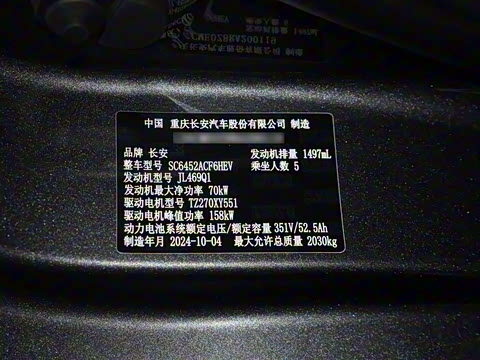 中国 重庆长安汽车股份有限公司 制造
品牌 长安 发动机排量 1497mL
整车型号 SC6452ACF6HEV 乘坐人数 5
发动机型号 JL469Q1
发动机最大净功率 70kW
驱动电机型号 TZ270XY551
驱动电机峰值功率 158kW
动力电池系统额定电压/额定容量 351V/52.5Ah
制造年月 2024-10-04 最大允许总质量 2030kg